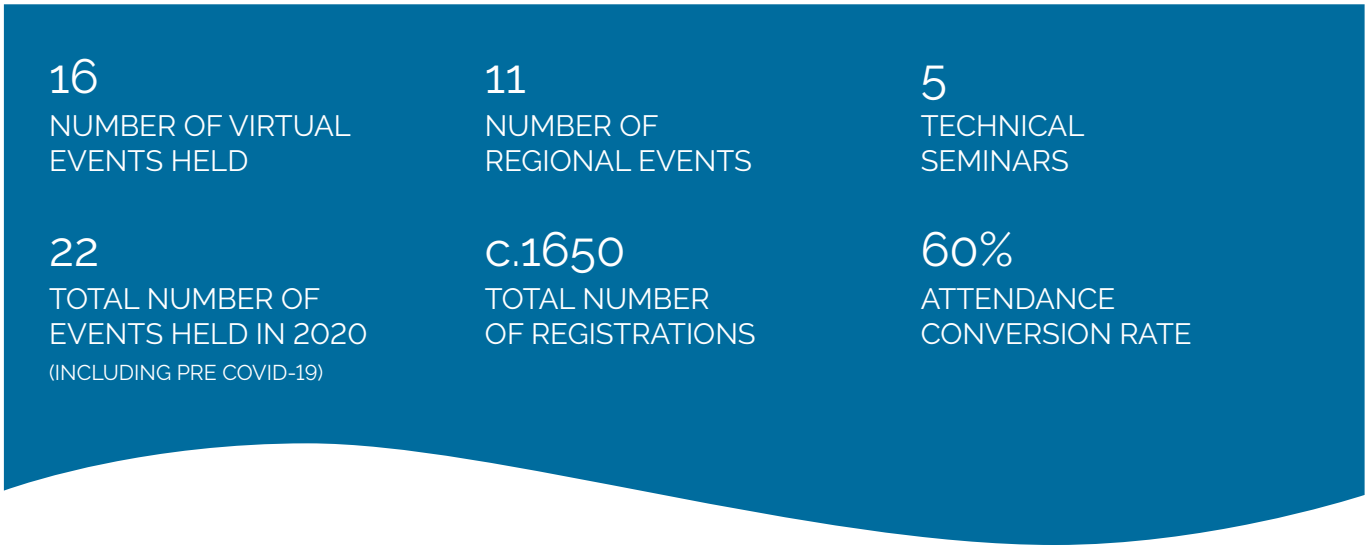 16
NUMBER OF VIRTUAL
EVENTS HELD
11
NUMBER OF
REGIONAL EVENTS
5
TECHNICAL
SEMINARS
22
TOTAL NUMBER OF
EVENTS HELD IN 2020
(INCLUDING PRE COVID-19)
c.1650
TOTAL NUMBER
OF REGISTRATIONS
60%
ATTENDANCE
CONVERSION RATE